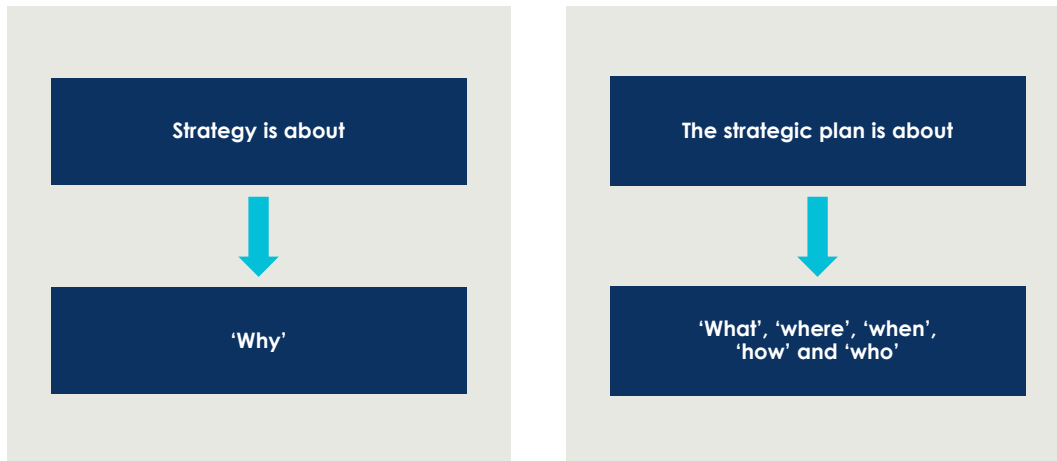 Strategy is about
‘Why’
The strategic plan is about
‘What’, ‘where’, ‘when’,
‘how’ and ‘who’